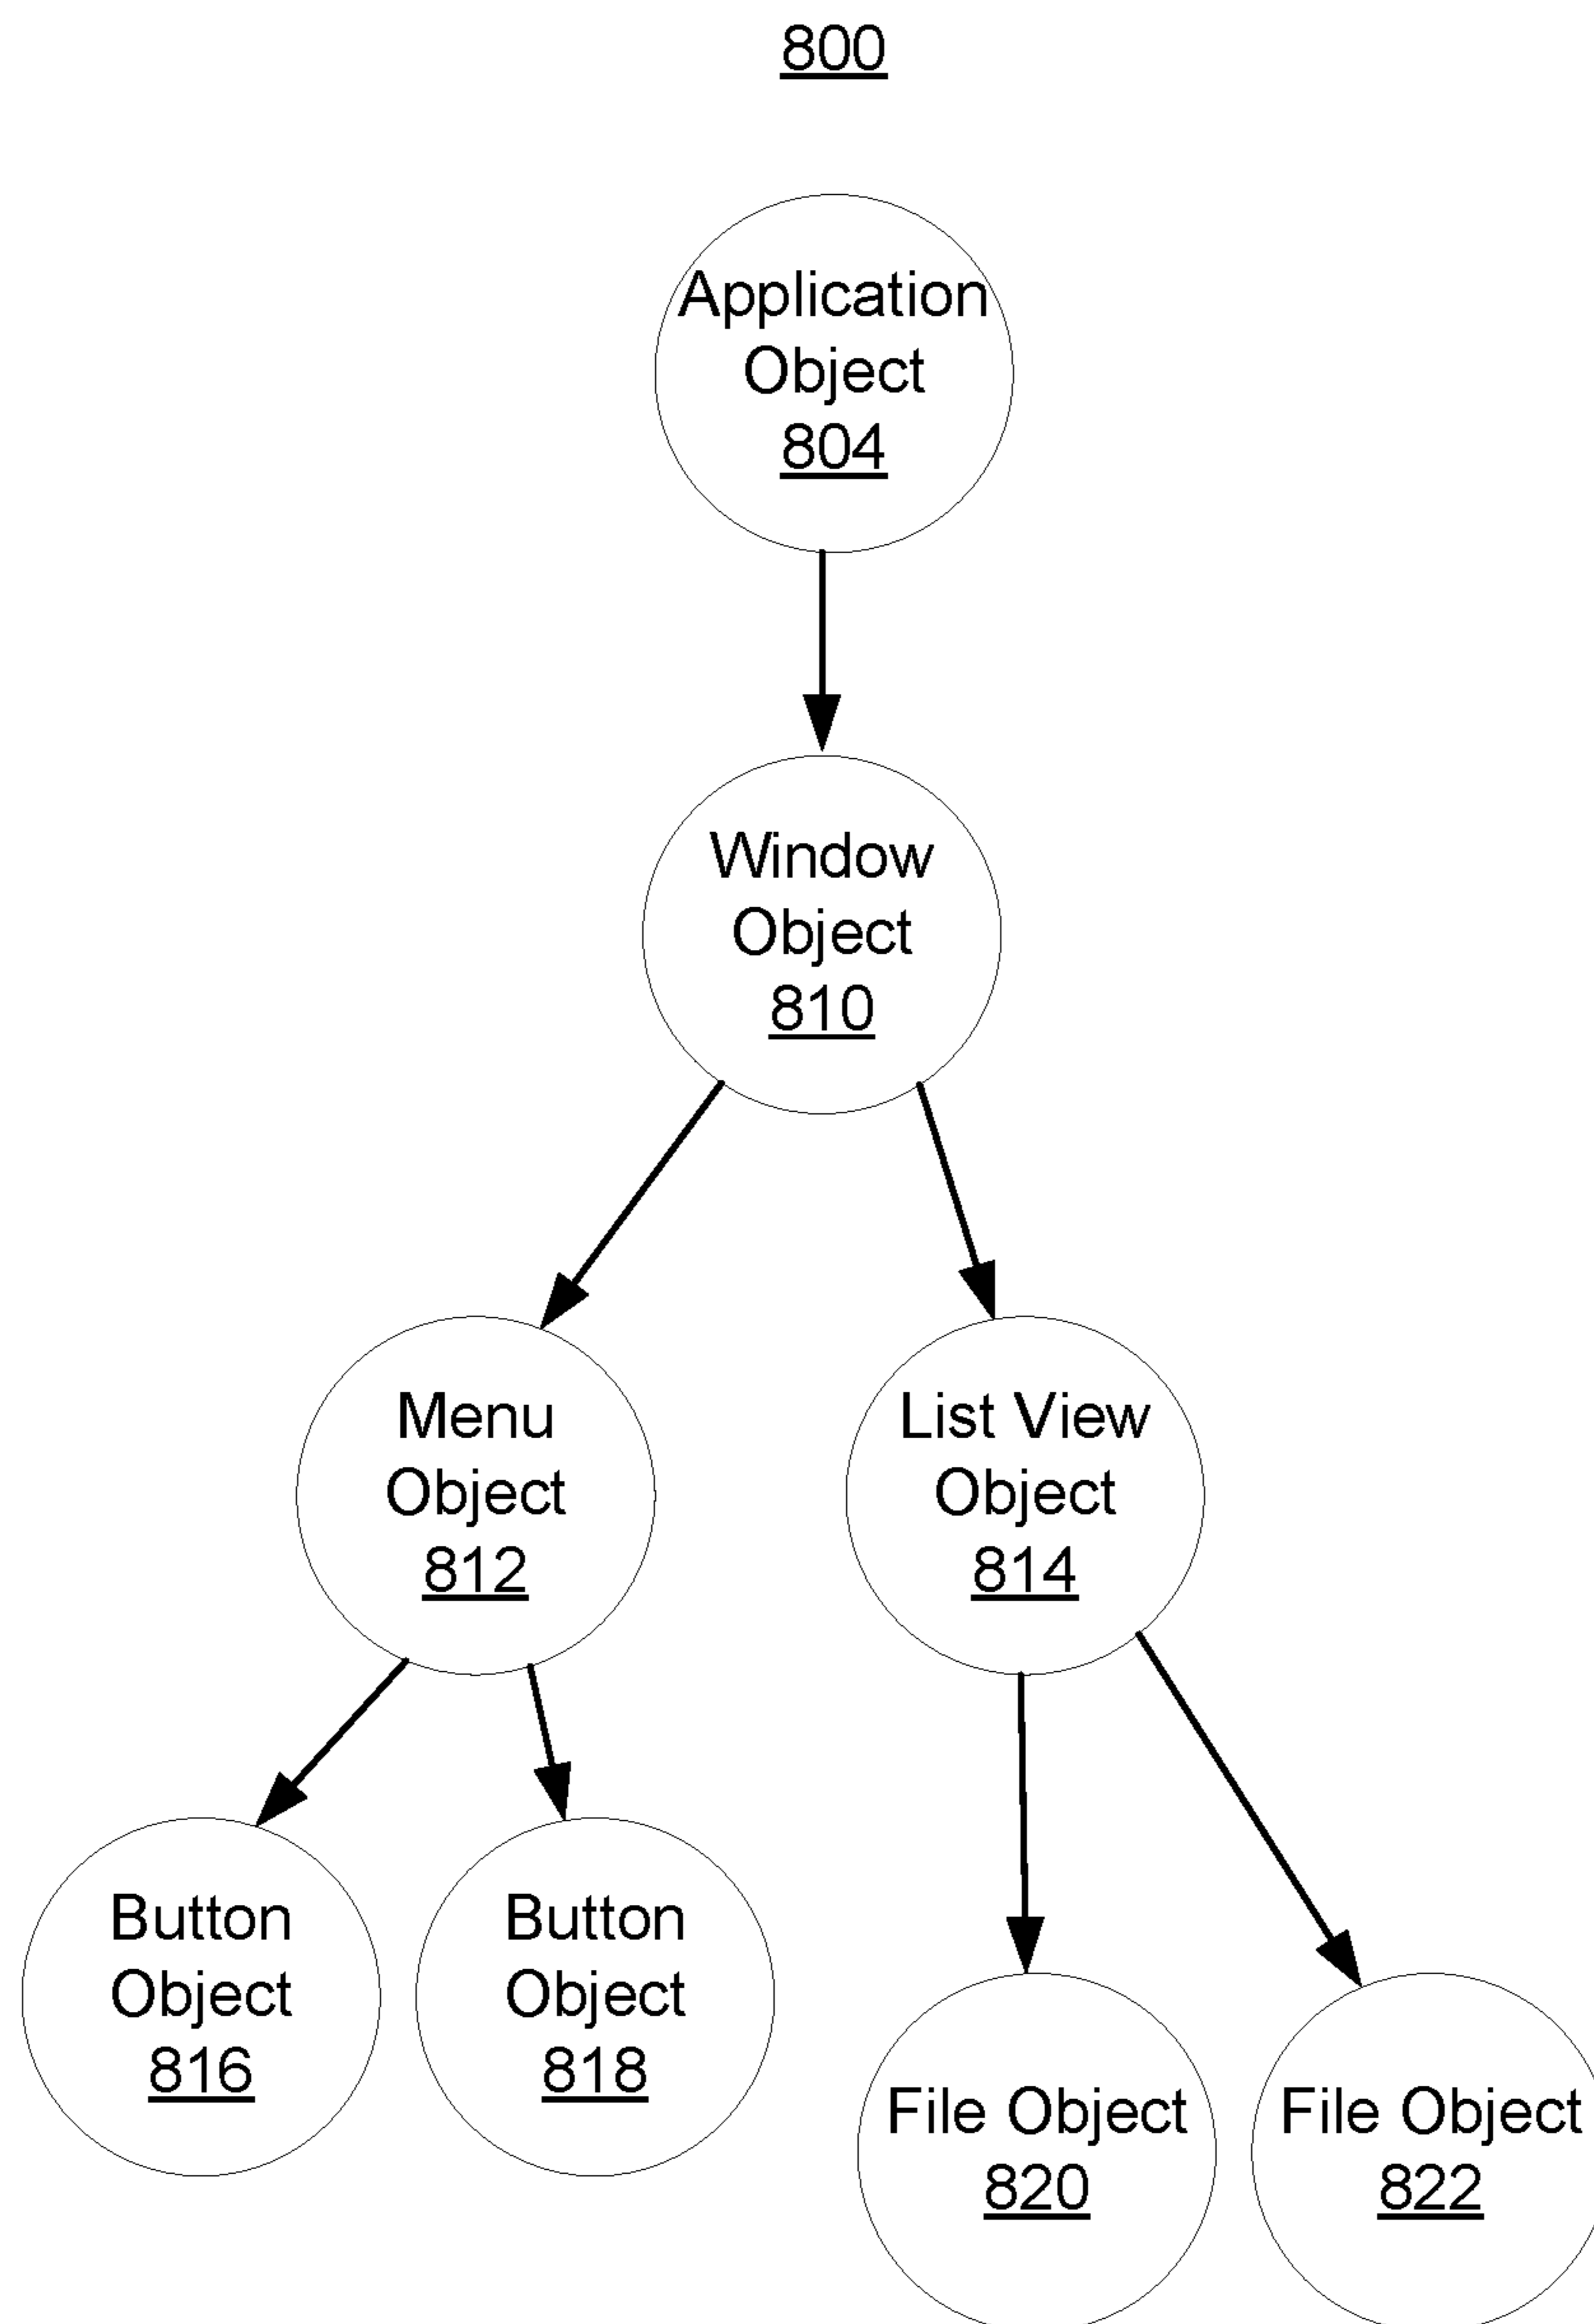 800
Application
Object
804
Window
Object
810
Menu
Object
812
List View
Object
814
Button
Object
816
Button
Object
818
File Object
820
File Object
822